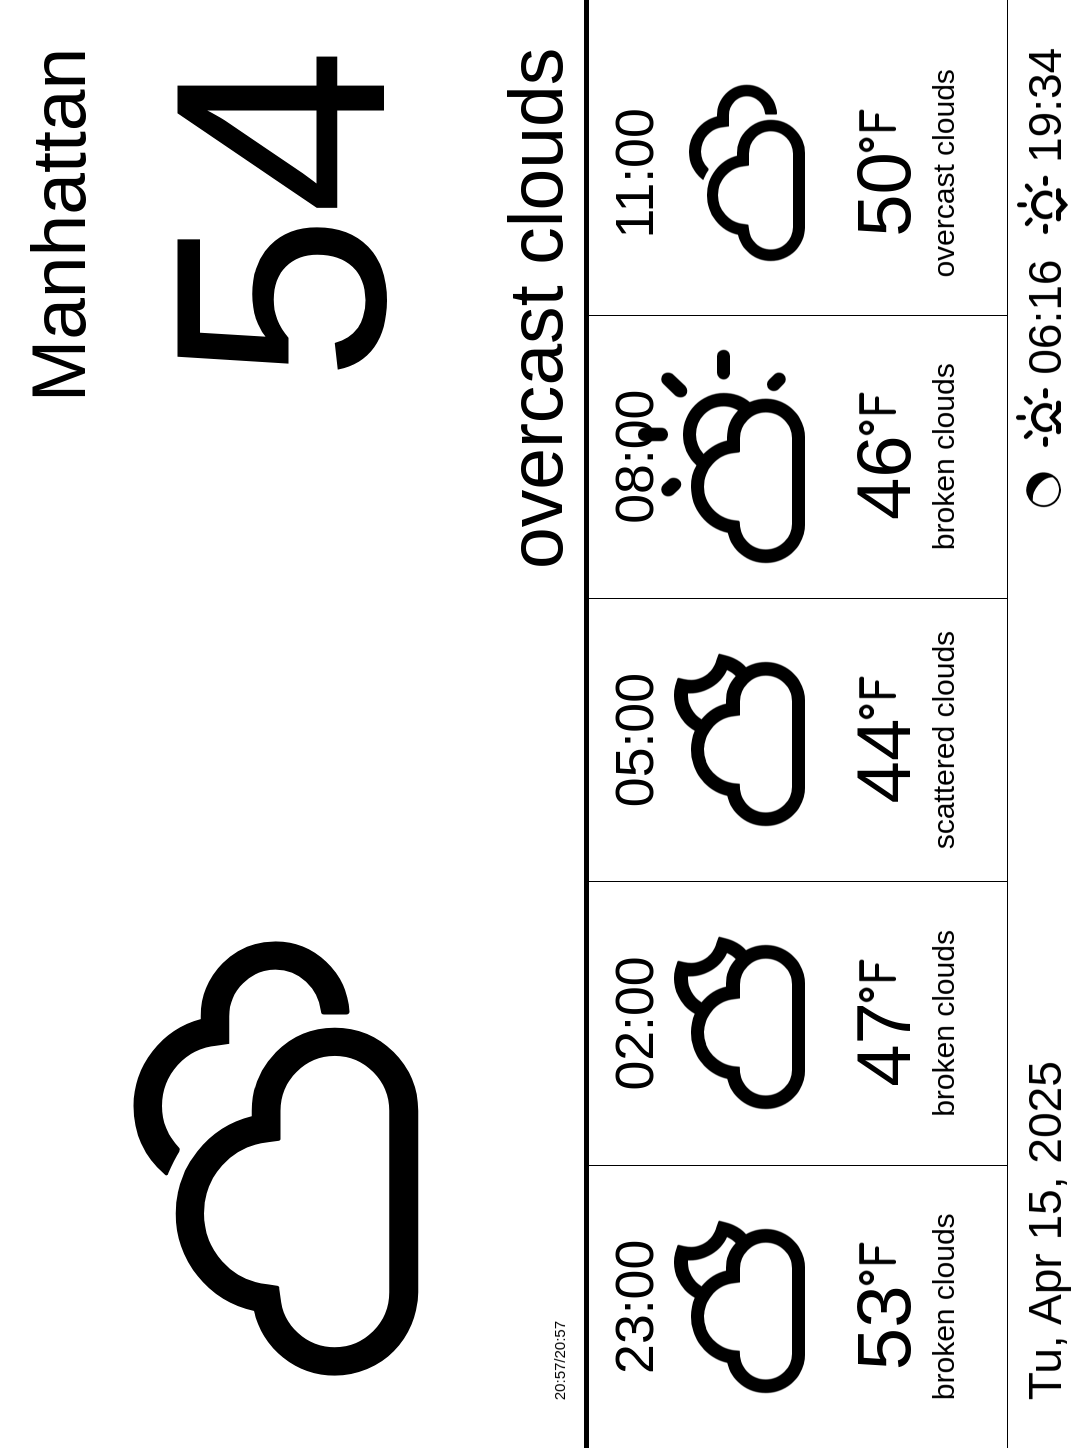 Manhattan
54
overcast clouds
20:57/20:57
23:00
53°F
broken clouds
02:00
47°F
broken clouds
05:00
44°F
scattered clouds
08:00
46°F
broken clouds
11:00
50°F
overcast clouds
Tu, Apr 15, 2025
06:16
19:34